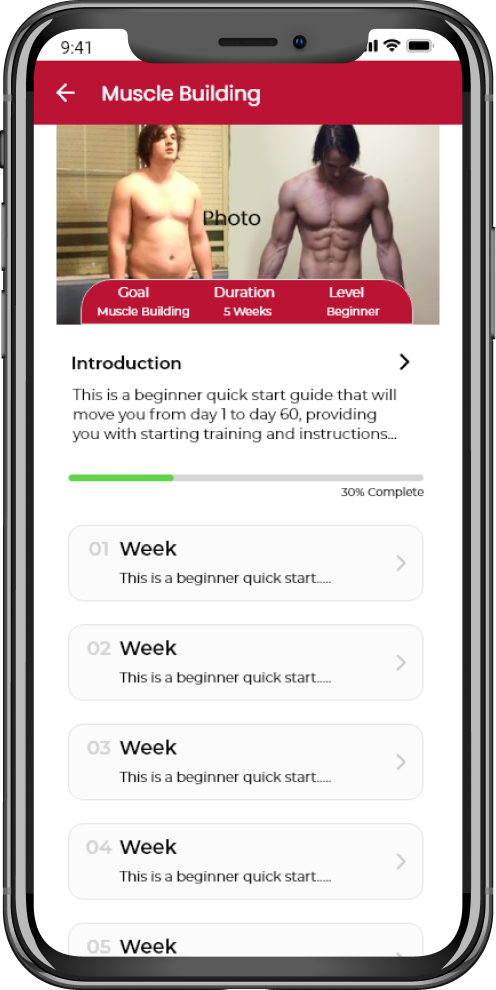 9:41
Muscle Building
Photo
Goal Duration Level
Muscle Building 5 Weeks Beginner
Introduction
This is a beginner quick start guide that will
move you from day 1 to day 60, providing
you with starting training and instructions...
30% Complete
01 Week
This is a beginner quick start.....
02 Week
This is a beginner quick start.....
03 Week
This is a beginner quick start.....
04 Week
This is a beginner quick start.....
05 Week